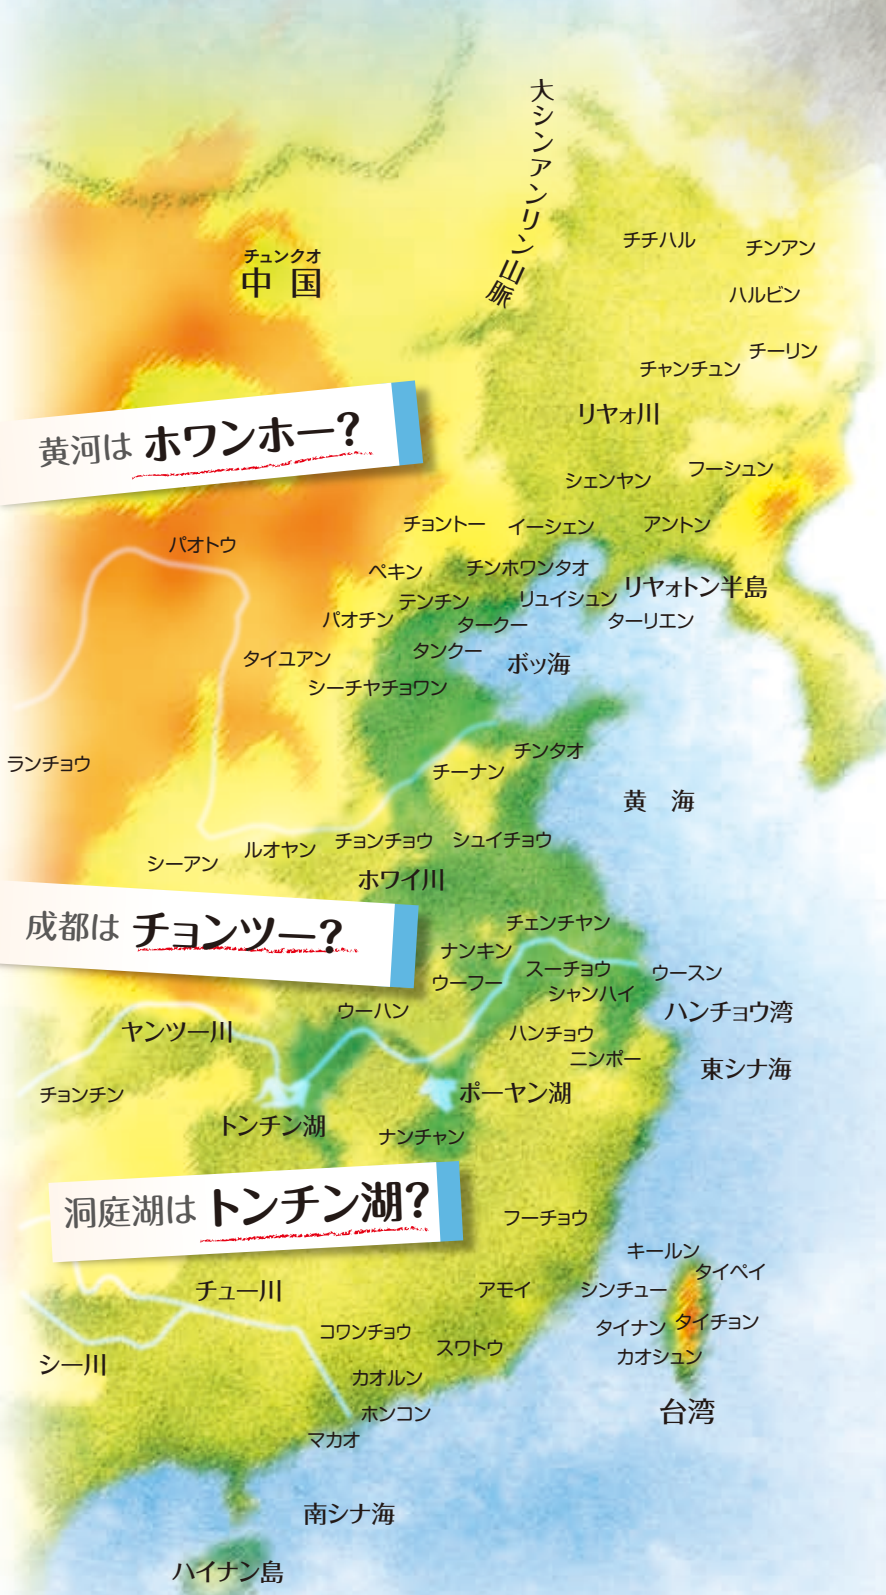 大シンアンリン山脈
チチハル
チンアン
チュンクオ
中国
ハルビン
チーリン
チャンチュン
リヤォ川
黄河は ホワンホー？
フーシュン
シェンヤン
チョントー
イーシェン
アントン
パオトウ
ペキン
チンホワンタオ
リヤォトン半島
テンチン
リュイシュン
パオチン
タークー
ターリエン
タンクー
タイユアン
ボッ海
シーチヤチョワン
チンタオ
ランチョウ
チーナン
黄 海
チョンチョウ
シュイチョウ
ルオヤン
シーアン
ホワイ川
成都は チョンツー？
チェンチヤン
ナンキン
スーチョウ
ウースン
ウーフー
シャンハイ
ウーハン
ハンチョウ湾
ヤンツー川
ハンチョウ
ニンポー
東シナ海
チョンチン
ポーヤン湖
トンチン湖
ナンチャン
洞庭湖は トンチン湖？
フーチョウ
キールン
タイペイ
チュー川
アモイ
シンチュー
タイナン
タイチョン
コワンチョウ
スワトウ
カオシュン
シー川
カオルン
ホンコン
台湾
マカオ
南シナ海
ハイナン島